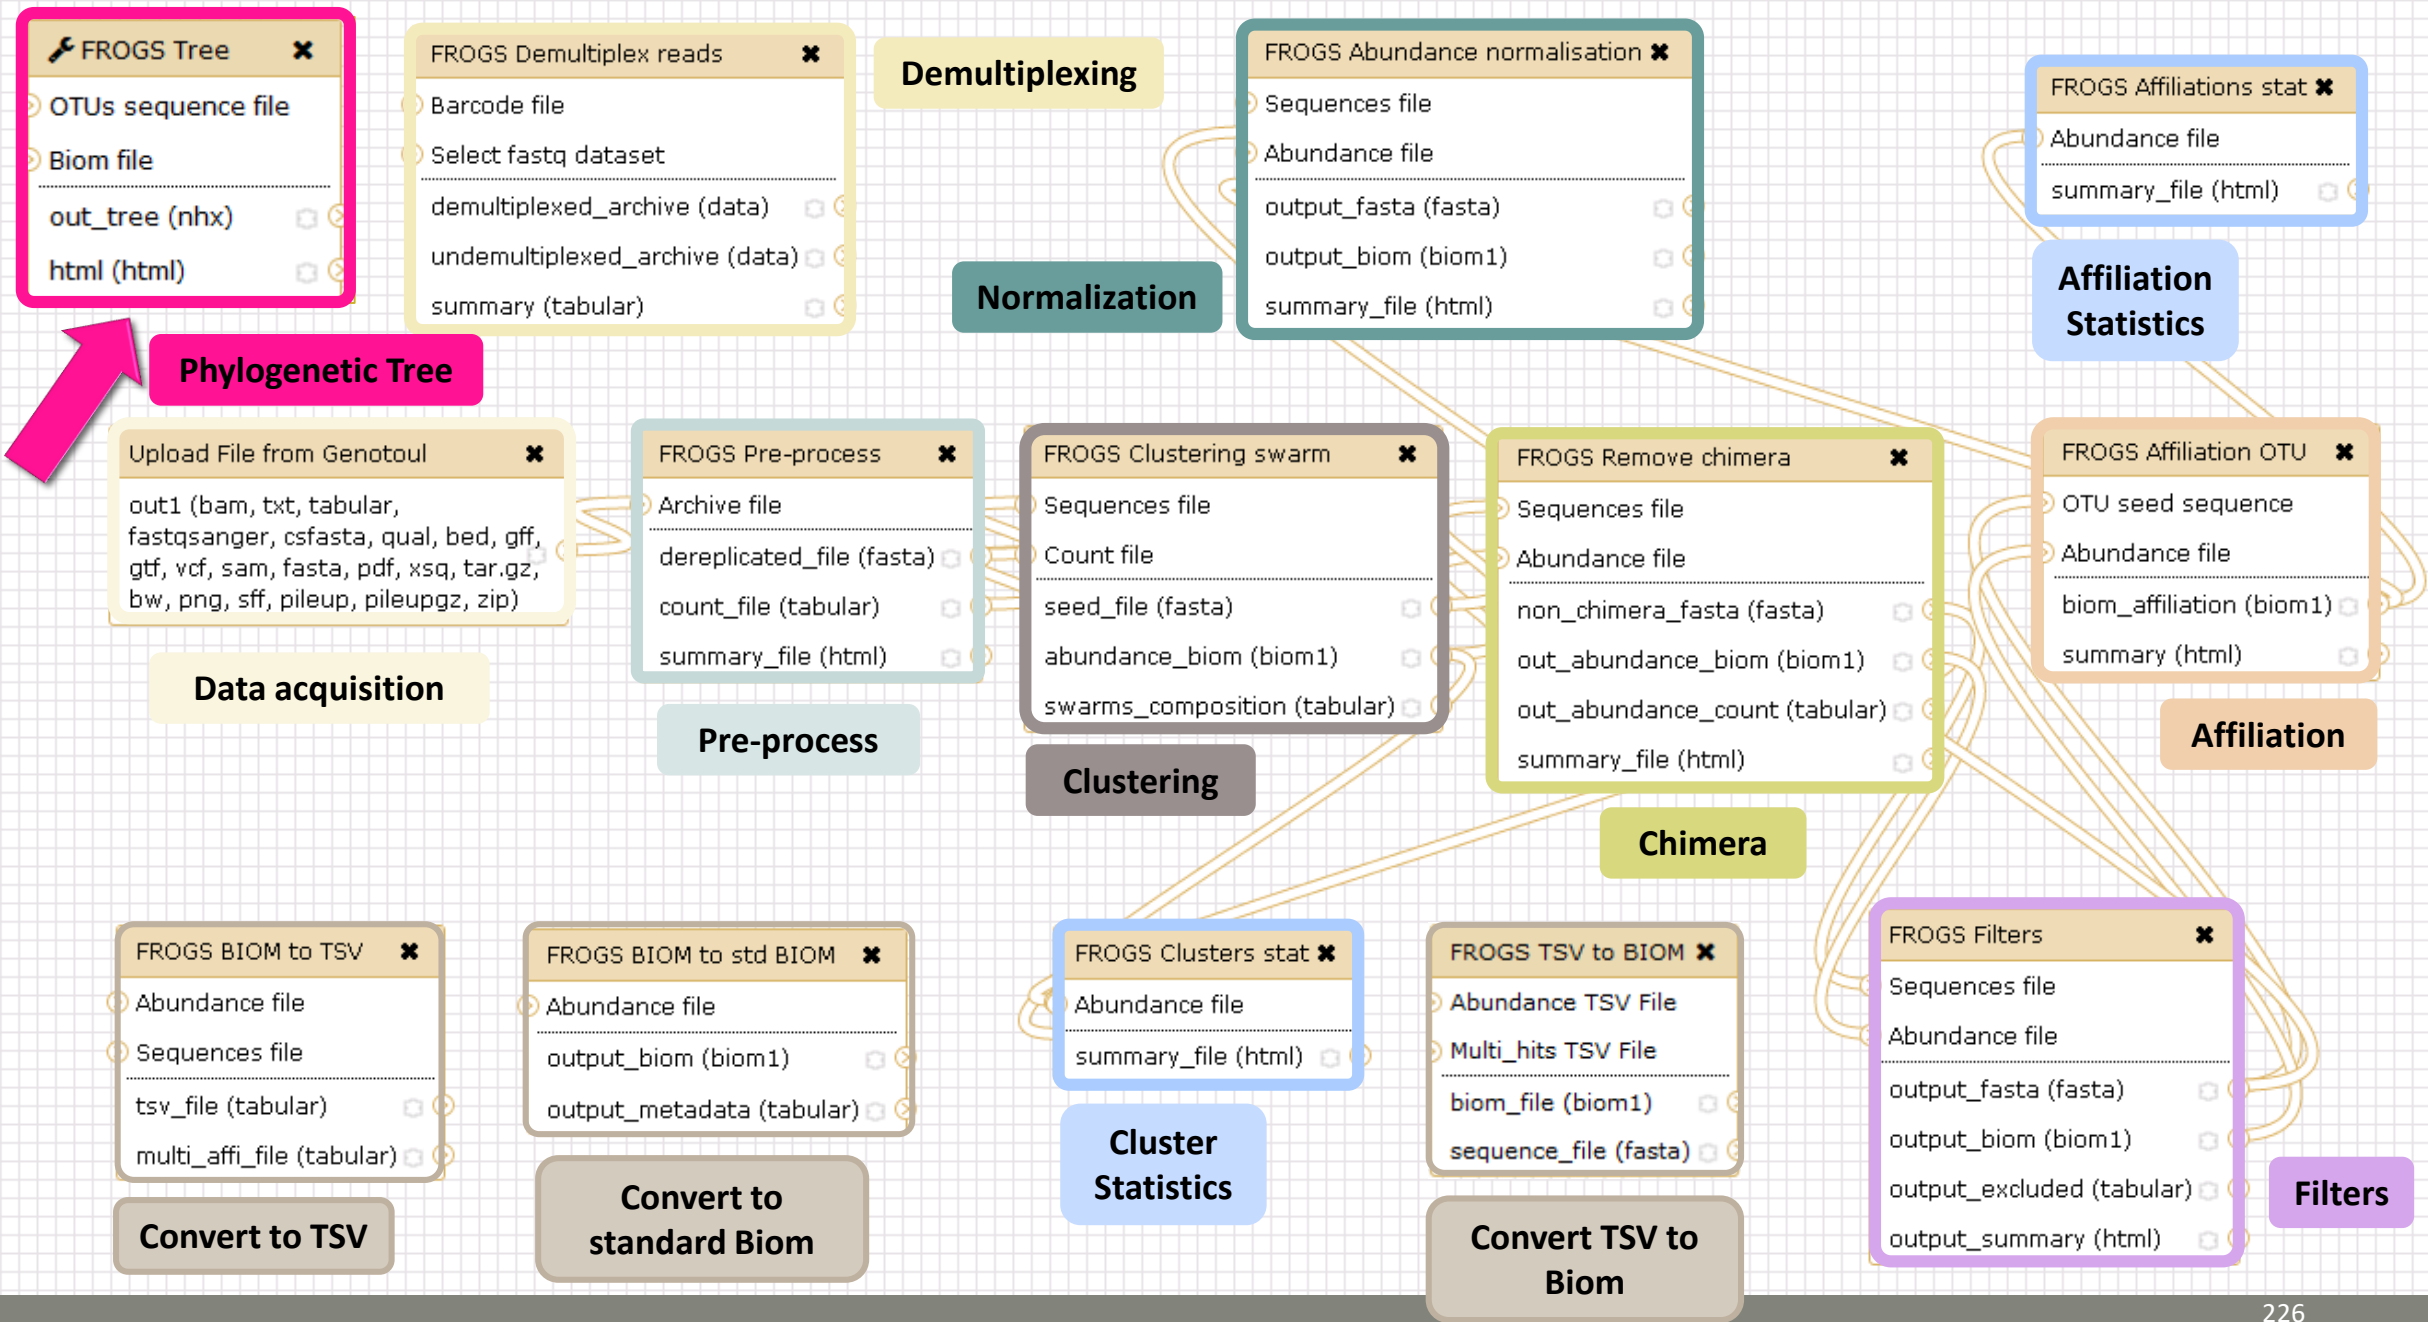 FROGS Tree
OTUs sequence file
Biom file
out_tree (nhx)
html (html)
Phylogenetic Tree
FROGS Demultiplex reads
Barcode file
Select fastq dataset
demultiplexed_archive (data)
undemultiplexed_archive (data)
summary (tabular)
Demultiplexing
FROGS Abundance normalisation
Sequences file
Abundance file
output_fasta (fasta)
output_biom (biom1)
summary_file (html)
Normalization
FROGS Affiliations stat
Abundance file
summary_file (html)
Affiliation
Statistics
Upload File from Genotoul
out1 (bam, txt, tabular,
fastqsanger, csfasta, qual, bed, gff,
gtf, vcf, sam, fasta, pdf, xsq, tar.gz,
bw, png, sff, pileup, pileupgz, zip)
Data acquisition
FROGS Pre-process
Archive file
dereplicated_file (fasta)
count_file (tabular)
summary_file (html)
Pre-process
FROGS Clustering swarm
Sequences file
Count file
seed_file (fasta)
abundance_biom (biom1)
swarms_composition (tabular)
Clustering
FROGS Remove chimera
Sequences file
Abundance file
non_chimera_fasta (fasta)
out_abundance_biom (biom1)
out_abundance_count (tabular)
summary_file (html)
Chimera
FROGS Affiliation OTU
OTU seed sequence
Abundance file
biom_affiliation (biom1)
summary (html)
Affiliation
FROGS BIOM to TSV
Abundance file
Sequences file
tsv_file (tabular)
multi_affi_file (tabular)
Convert to TSV
FROGS BIOM to std BIOM
Abundance file
output_biom (biom1)
output_metadata (tabular)
Convert to
standard Biom
FROGS Clusters stat
Abundance file
summary_file (html)
Cluster
Statistics
FROGS TSV to BIOM
Abundance TSV File
Multi_hits TSV File
biom_file (biom1)
sequence_file (fasta)
Convert TSV to
Biom
FROGS Filters
Sequences file
Abundance file
output_fasta (fasta)
output_biom (biom1)
output_excluded (tabular)
output_summary (html)
Filters
226